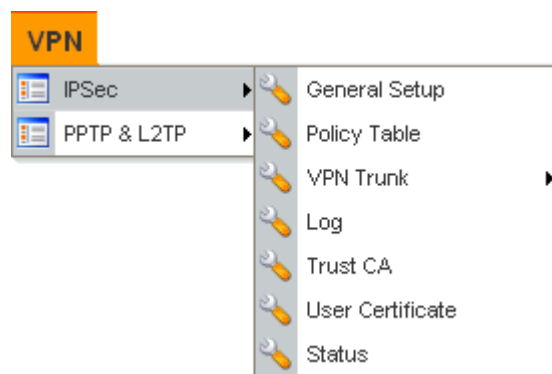 VPN
IPSec
PPTP & L2TP
General Setup
Policy Table
VPN Trunk
Log
Trust CA
User Certificate
Status